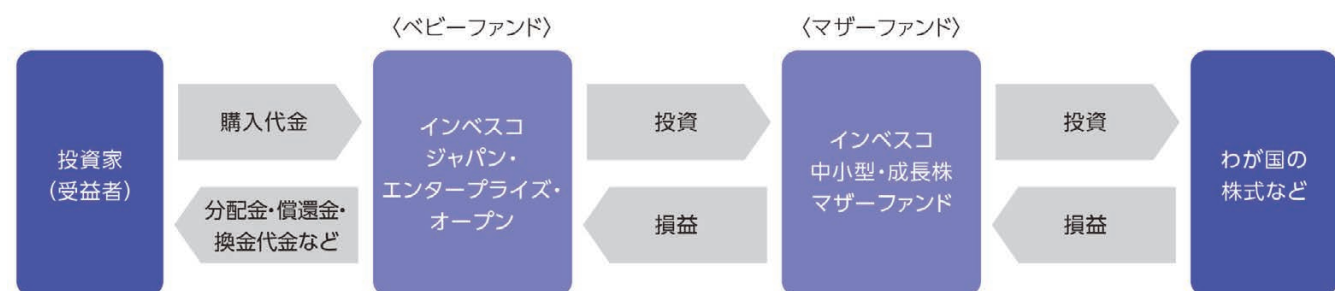 〈ベビーファンド〉
〈マザーファンド〉
投資家
（受益者）
購入代金
分配金・償還金・
換金代金など
インベスコ
ジャパン・
エンタープライズ・
オープン
投資
損益
インベスコ
中小型・成長株
マザーファンド
投資
損益
わが国の
株式など